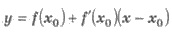 y = f(x₀) + f′(x₀)(x − x₀)